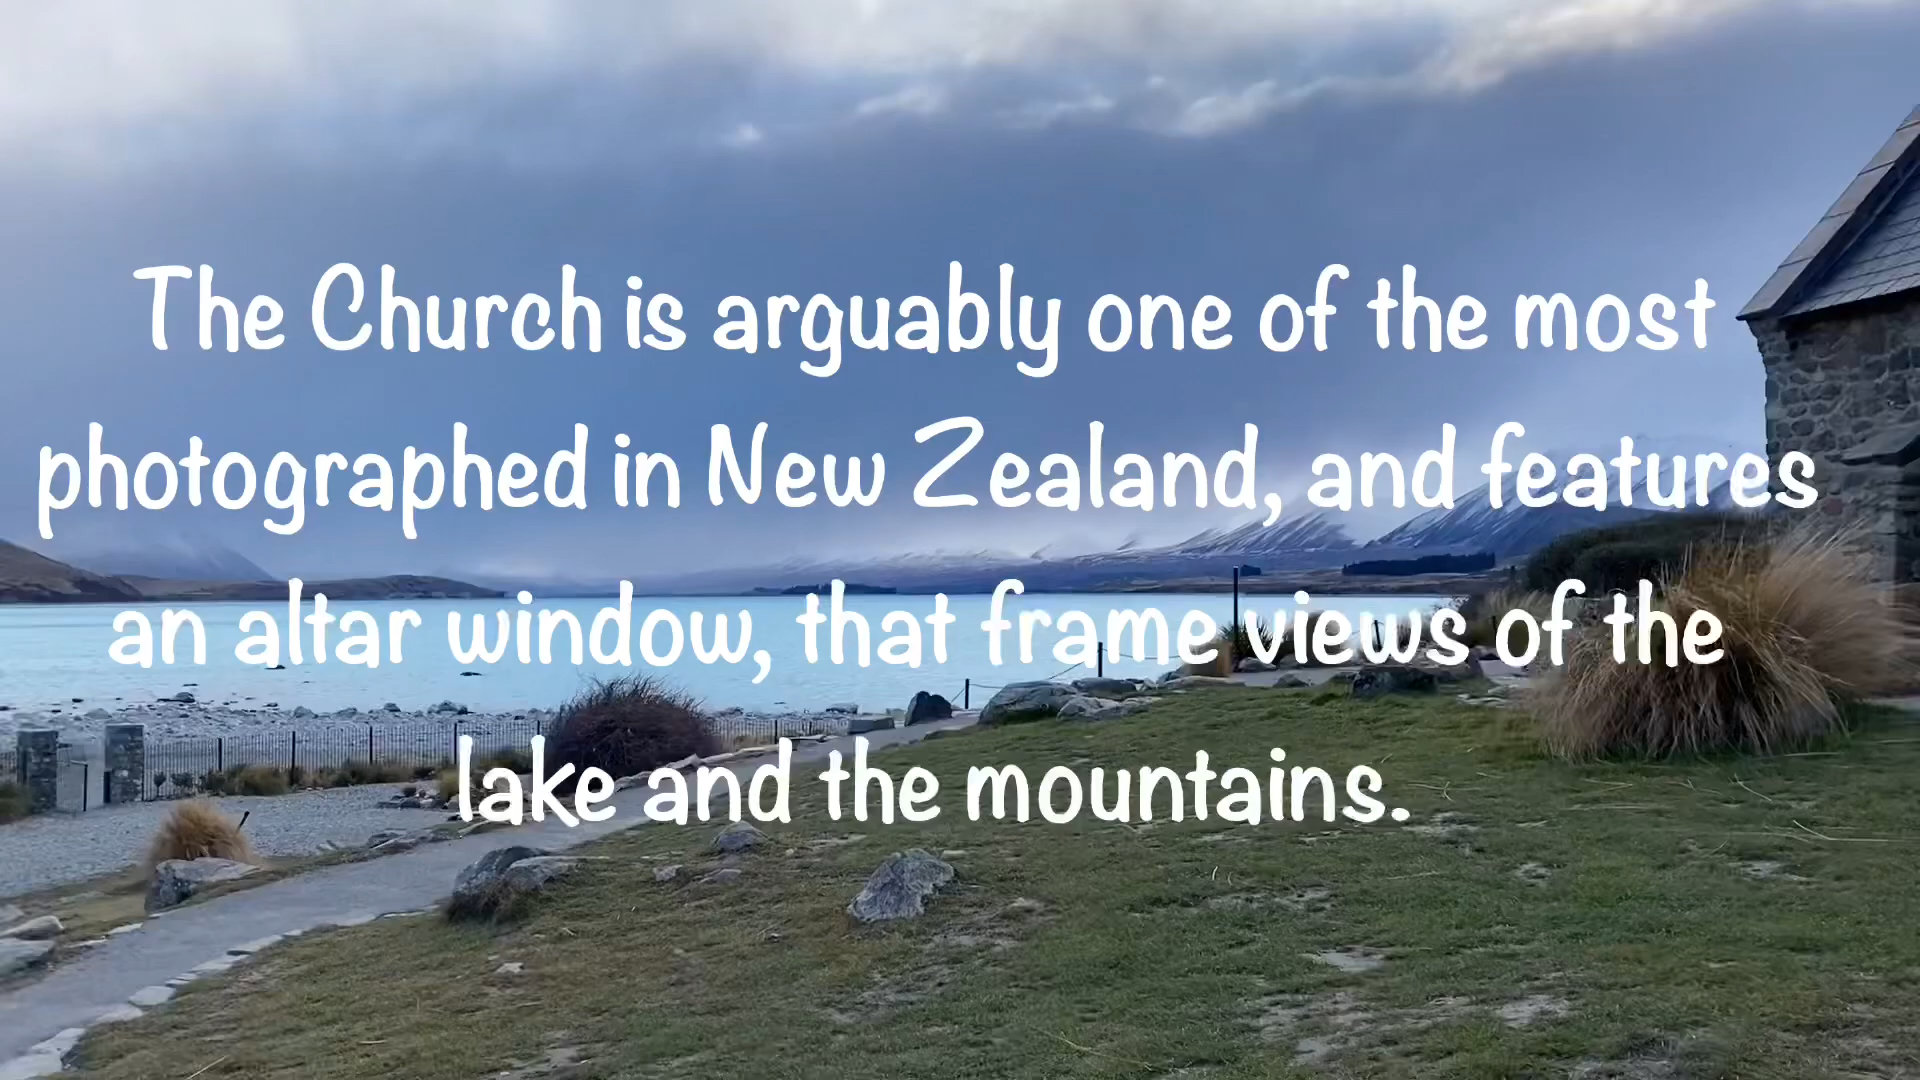 The Church is arguably one of the most
photographed in New Zealand, and features
an altar window, that frame views of the
lake and the mountains.